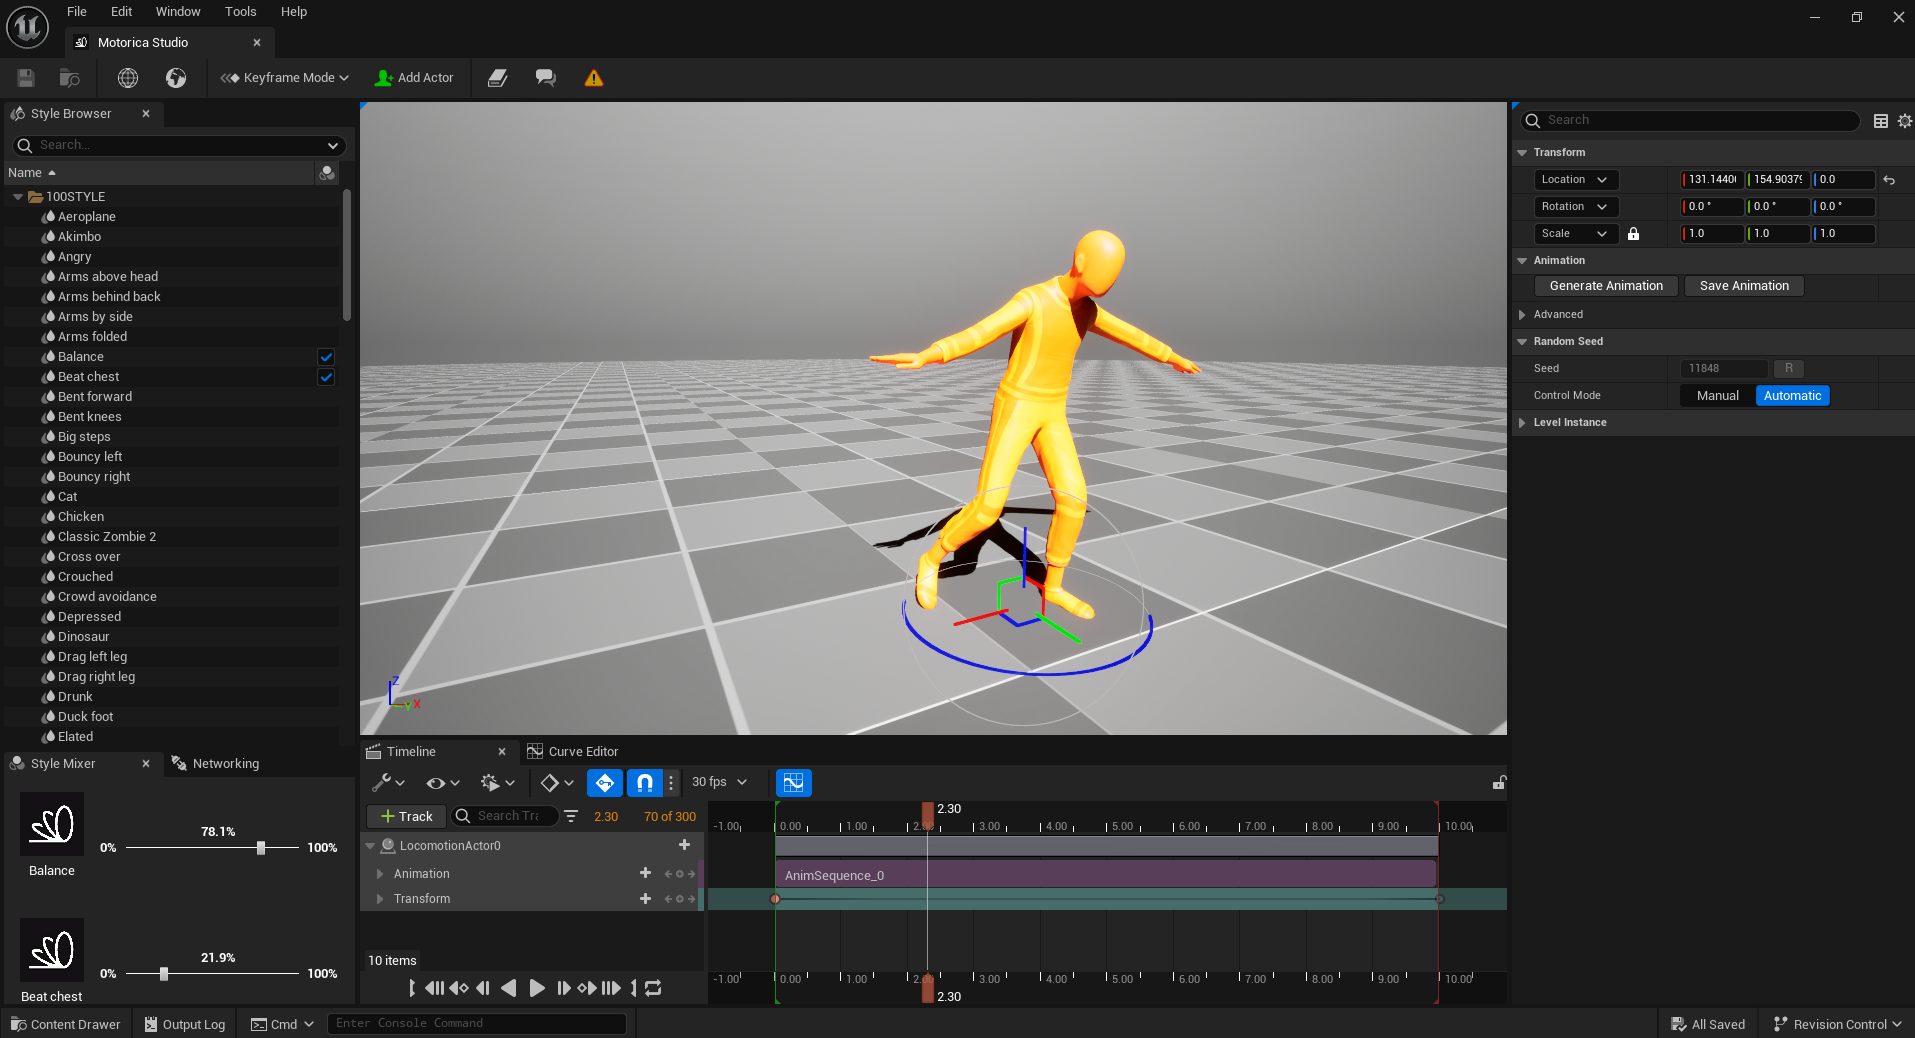 File Edit Window Tools Help
Motorica Studio
Keyframe Mode Add Actor
Style Browser
Search...
Name
100STYLE
Aeroplane
Akimbo
Angry
Arms above head
Arms behind back
Arms by side
Arms folded
Balance
Beat chest
Bent forward
Bent knees
Big steps
Bouncy left
Bouncy right
Cat
Chicken
Classic Zombie 2
Cross over
Crouched
Crowd avoidance
Depressed
Dinosaur
Drag left leg
Drag right leg
Drunk
Duck foot
Elated
Style Mixer Networking
78.1%
0% 100%
Balance
21.9%
0% 100%
Beat chest
Z
Y X
Search
Transform
Location 131.1440 154.9037 0.0
Rotation 0.0 ° 0.0 ° 0.0 °
Scale 1.0 1.0 1.0
Animation
Generate Animation Save Animation
Advanced
Random Seed
Seed 11848 R
Control Mode Manual Automatic
Level Instance
Timeline Curve Editor
30 fps
Track Search Tr 2.30 70 of 300
2.30
-1.00 0.00 1.00 2.00 3.00 4.00 5.00 6.00 7.00 8.00 9.00 10.00
LocomotionActor0
Animation AnimSequence_0
Transform
10 items
-1.00 0.00 1.00 2.00 3.00 4.00 5.00 6.00 7.00 8.00 9.00 10.00
2.30
Content Drawer Output Log Cmd Enter Console Command All Saved Revision Control